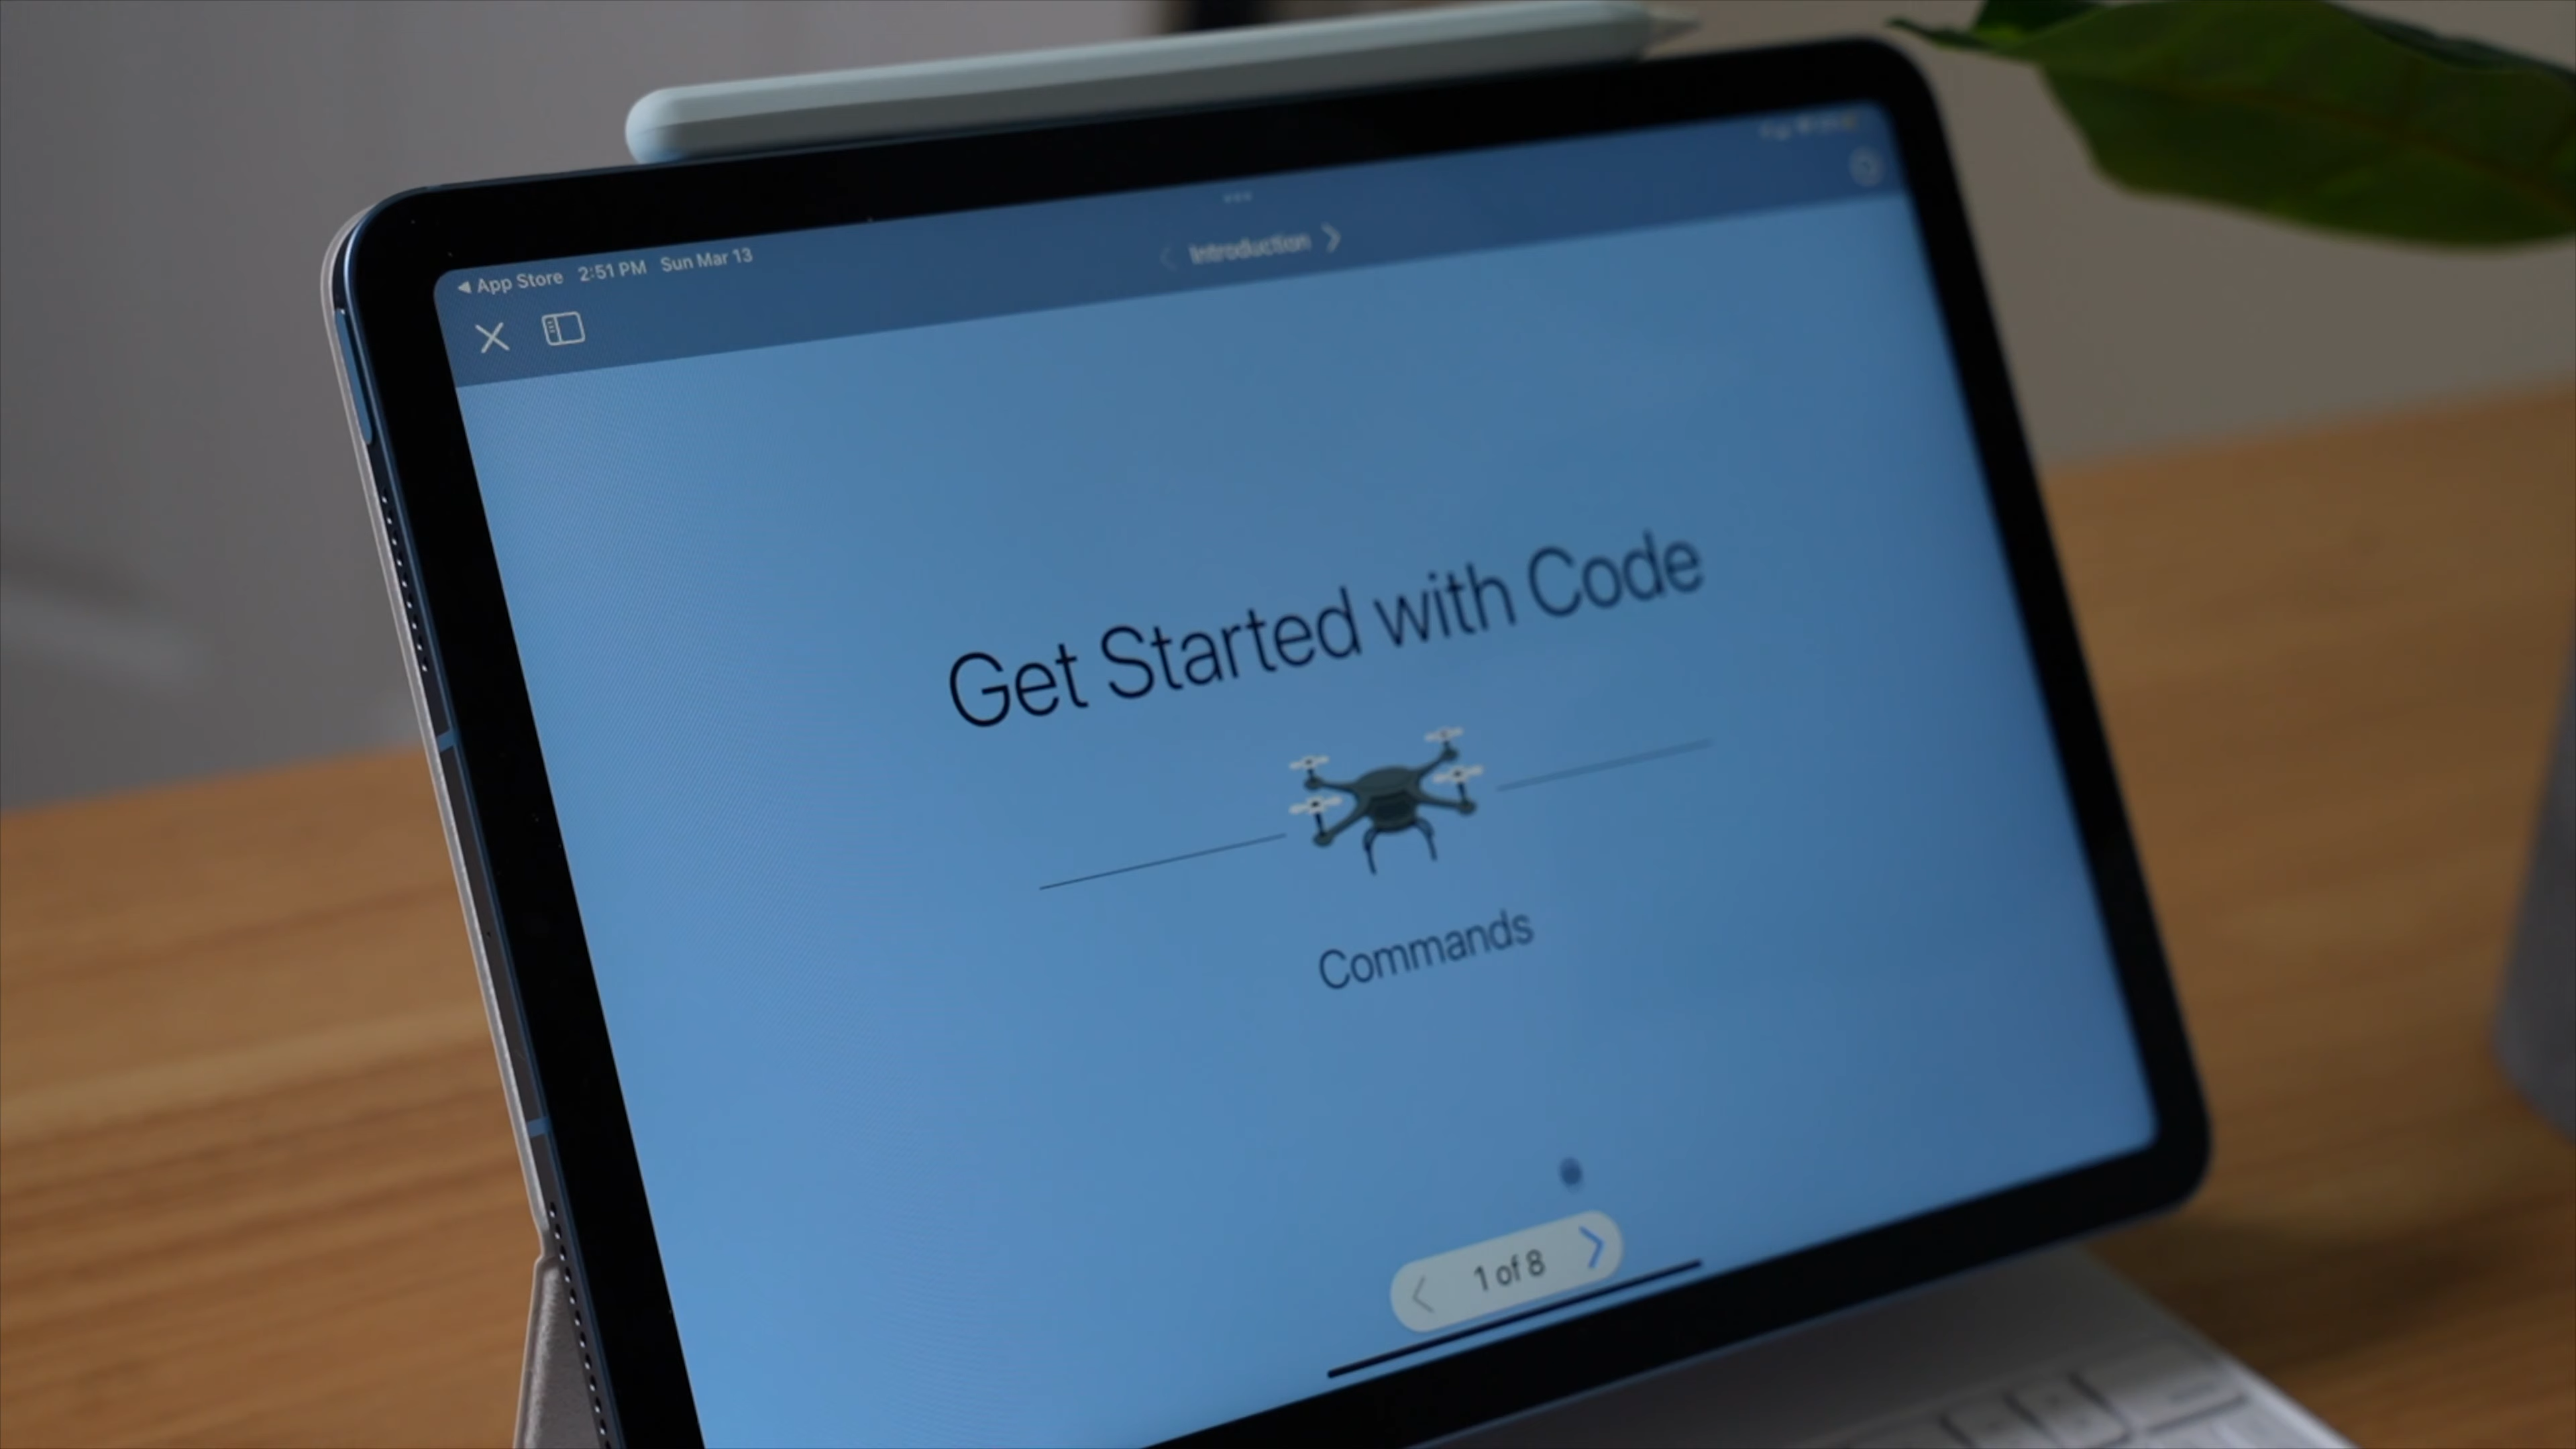 App Store 2:51 PM Sun Mar 13
Introduction
Get Started with Code
Commands
1 of 8